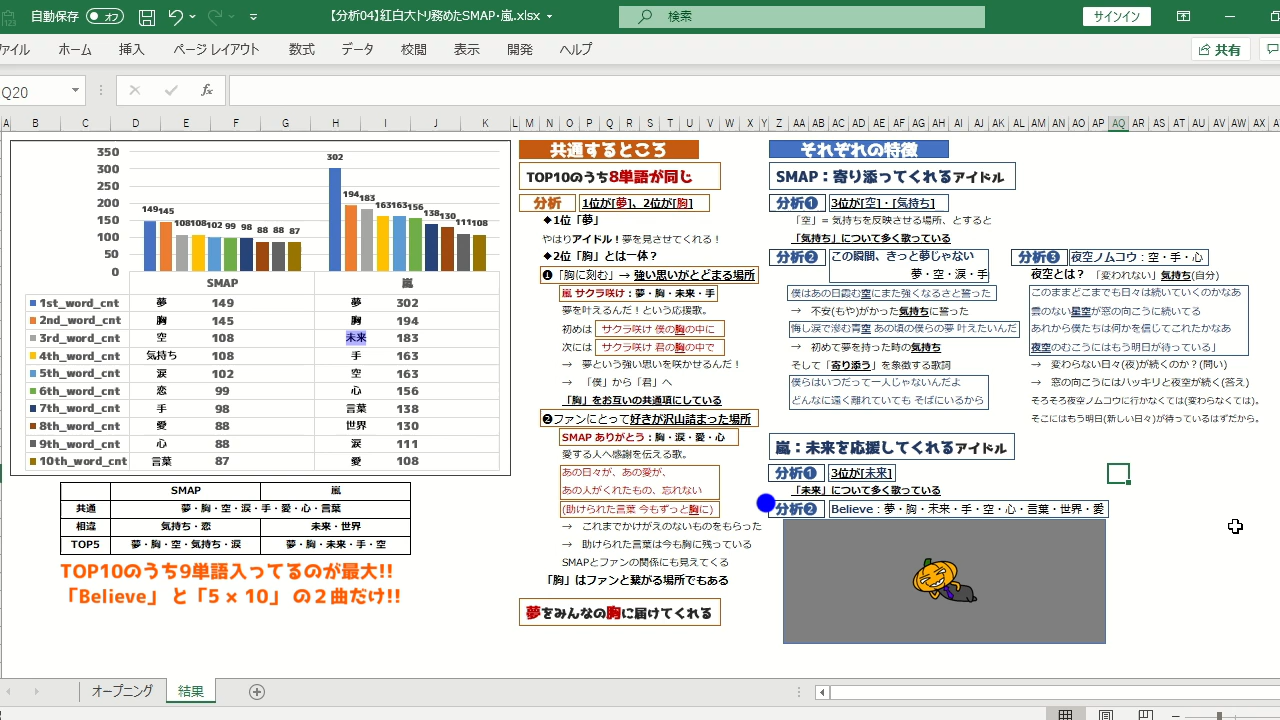 自動保存 オフ 【分析04】紅白大トリ務めたSMAP・嵐.xlsx 検索 サインイン
ァイル ホーム 挿入 ページ レイアウト 数式 データ 校閲 表示 開発 ヘルプ 共有
Q20 fx
A B C D E F G H I J K L M N O P Q R S T U V W X Y Z AA AB AC AD AE AF AG AH AI AJ AK AL AM AN AO AP AQ AR AS AT AU AV AW AX
350
300
250
200
150
100
50
0
149 145 108 108 102 99 98 88 88 87
302 194 183 163 163 156 138 130 111 108
SMAP 嵐
1st_word_cnt 夢 149 夢 302
2nd_word_cnt 胸 145 胸 194
3rd_word_cnt 空 108 未来 183
4th_word_cnt 気持ち 108 手 163
5th_word_cnt 涙 102 空 163
6th_word_cnt 恋 99 心 156
7th_word_cnt 手 98 言葉 138
8th_word_cnt 愛 88 世界 130
9th_word_cnt 心 88 涙 111
10th_word_cnt 言葉 87 愛 108
SMAP 嵐
共通 夢・胸・空・涙・手・愛・心・言葉
相違 気持ち・恋 未来・世界
TOP5 夢・胸・空・気持ち・涙 夢・胸・未来・手・空
TOP10のうち9単語入ってるのが最大!!
「Believe」 と「5 × 10」 の２曲だけ!!
共通するところ
TOP10のうち8単語が同じ
分析 1位が[夢]、2位が[胸]
◆1位「夢」
やはりアイドル！夢を見させてくれる！
◆2位「胸」とは一体？
❶「胸に刻む」→ 強い思いがとどまる場所
嵐 サクラ咲け：夢・胸・未来・手
夢を叶えるんだ！という応援歌。
初めは サクラ咲け 僕の胸の中に
次には サクラ咲け 君の胸の中で
→ 夢という強い思いを咲かせるんだ！
→ 「僕」から「君」へ
「胸」をお互いの共通項にしている
❷ファンにとって好きが沢山詰まった場所
SMAP ありがとう：胸・涙・愛・心
愛する人へ感謝を伝える歌。
あの日々が、あの愛が、
あの人がくれたもの、忘れない
(助けられた言葉 今もずっと胸に)
→ これまでかけがえのないものをもらった
→ 助けられた言葉は今も胸に残っている
SMAPとファンの関係にも見えてくる
「胸」はファンと繋がる場所でもある
夢をみんなの胸に届けてくれる
それぞれの特徴
SMAP：寄り添ってくれるアイドル
分析❶ 3位が[空]・[気持ち]
「空」＝ 気持ちを反映させる場所、とすると
「気持ち」について多く歌っている
分析❷ この瞬間、きっと夢じゃない
夢・空・涙・手
僕はあの日霞む空にまた強くなるさと誓った
→ 不安(もや)がかった気持ちに誓った
悔し涙で滲む青空 あの頃の僕らの夢 叶えたいんだ
→ 初めて夢を持った時の気持ち
そして「寄り添う」を象徴する歌詞
僕らはいつだって一人じゃないんだよ
どんなに遠く離れていても そばにいるから
分析❸ 夜空ノムコウ：空・手・心
夜空とは？ 「変われない」気持ち(自分)
このままどこまでも日々は続いていくのかなあ
雲のない星空が窓の向こうに続いてる
あれから僕たちは何かを信じてこれたかなあ
夜空のむこうにはもう明日が待っている」
→ 変わらない日々(夜)が続くのか？(問い)
→ 窓の向こうにはハッキリと夜空が続く(答え)
そろそろ夜空ノムコウに行かなくては(変わらなくては)。
そこにはもう明日(新しい日々)が待っているはずだから。
嵐：未来を応援してくれるアイドル
分析❶ 3位が[未来]
「未来」について多く歌っている
分析❷ Believe：夢・胸・未来・手・空・心・言葉・世界・愛
オープニング 結果